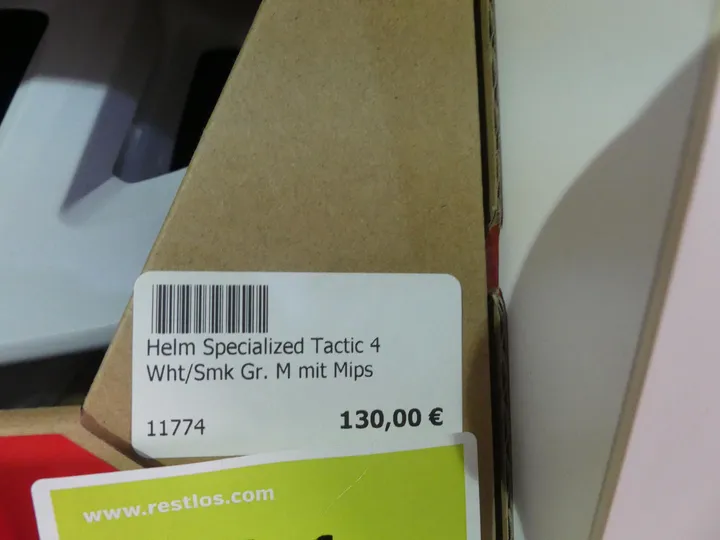 Helm Specialized Tactic 4
Wht/Smk Gr. M mit Mips
11774 130,00 €
www.restlos.com